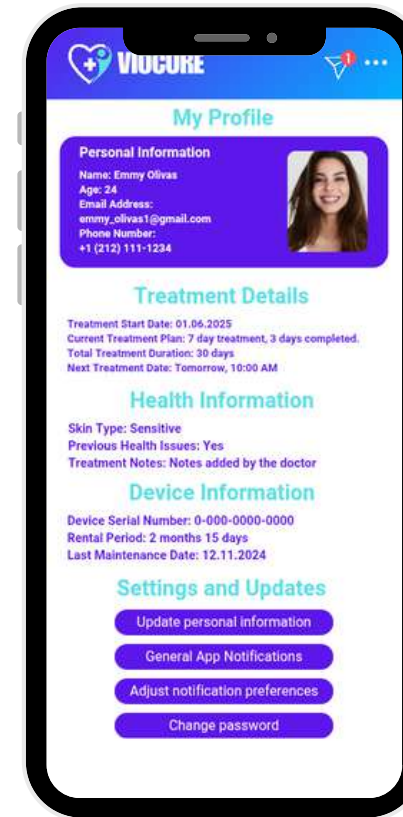 VIOCURE
1
My Profile
Personal Information
Name: Emmy Olivas
Age: 24
Email Address:
emmy_olivas1@gmail.com
Phone Number:
+1 (212) 111-1234
Treatment Details
Treatment Start Date: 01.06.2025
Current Treatment Plan: 7 day treatment, 3 days completed.
Total Treatment Duration: 30 days
Next Treatment Date: Tomorrow, 10:00 AM
Health Information
Skin Type: Sensitive
Previous Health Issues: Yes
Treatment Notes: Notes added by the doctor
Device Information
Device Serial Number: 0-000-0000-0000
Rental Period: 2 months 15 days
Last Maintenance Date: 12.11.2024
Settings and Updates
Update personal information
General App Notifications
Adjust notification preferences
Change password